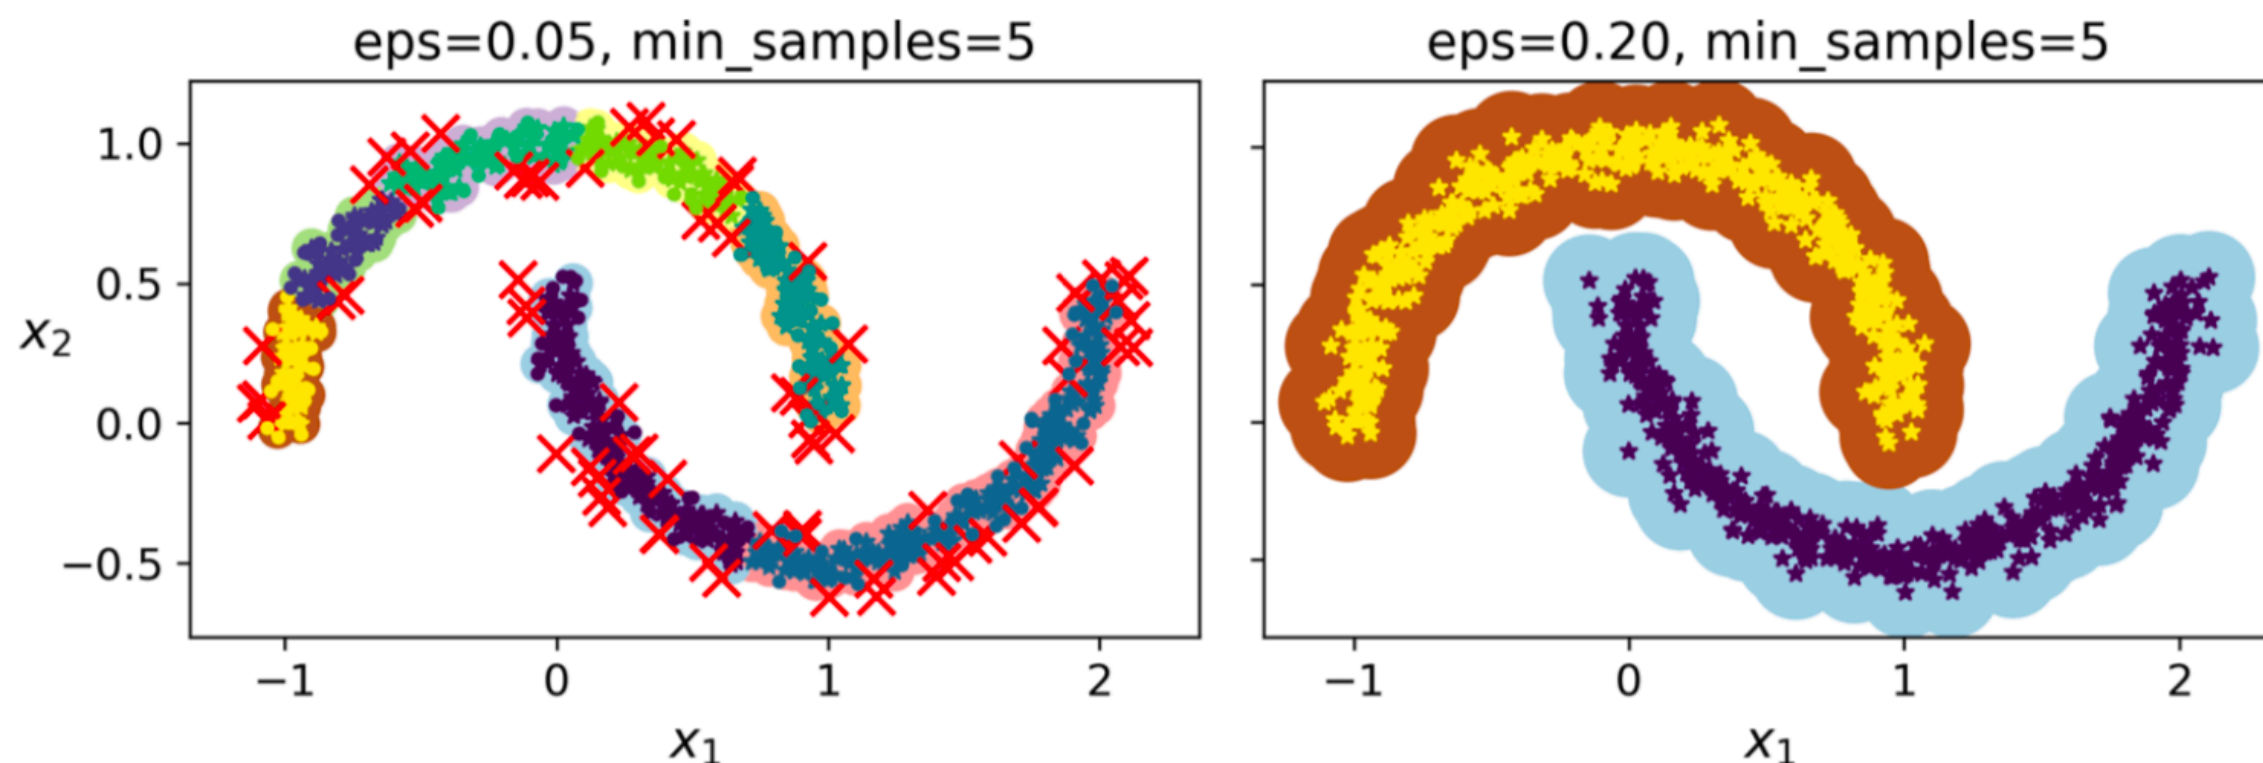 eps=0.05, min_samples=5
eps=0.20, min_samples=5
1.0
0.5
x₂
0.0
−0.5
−1 0 1 2
−1 0 1 2
x₁
x₁